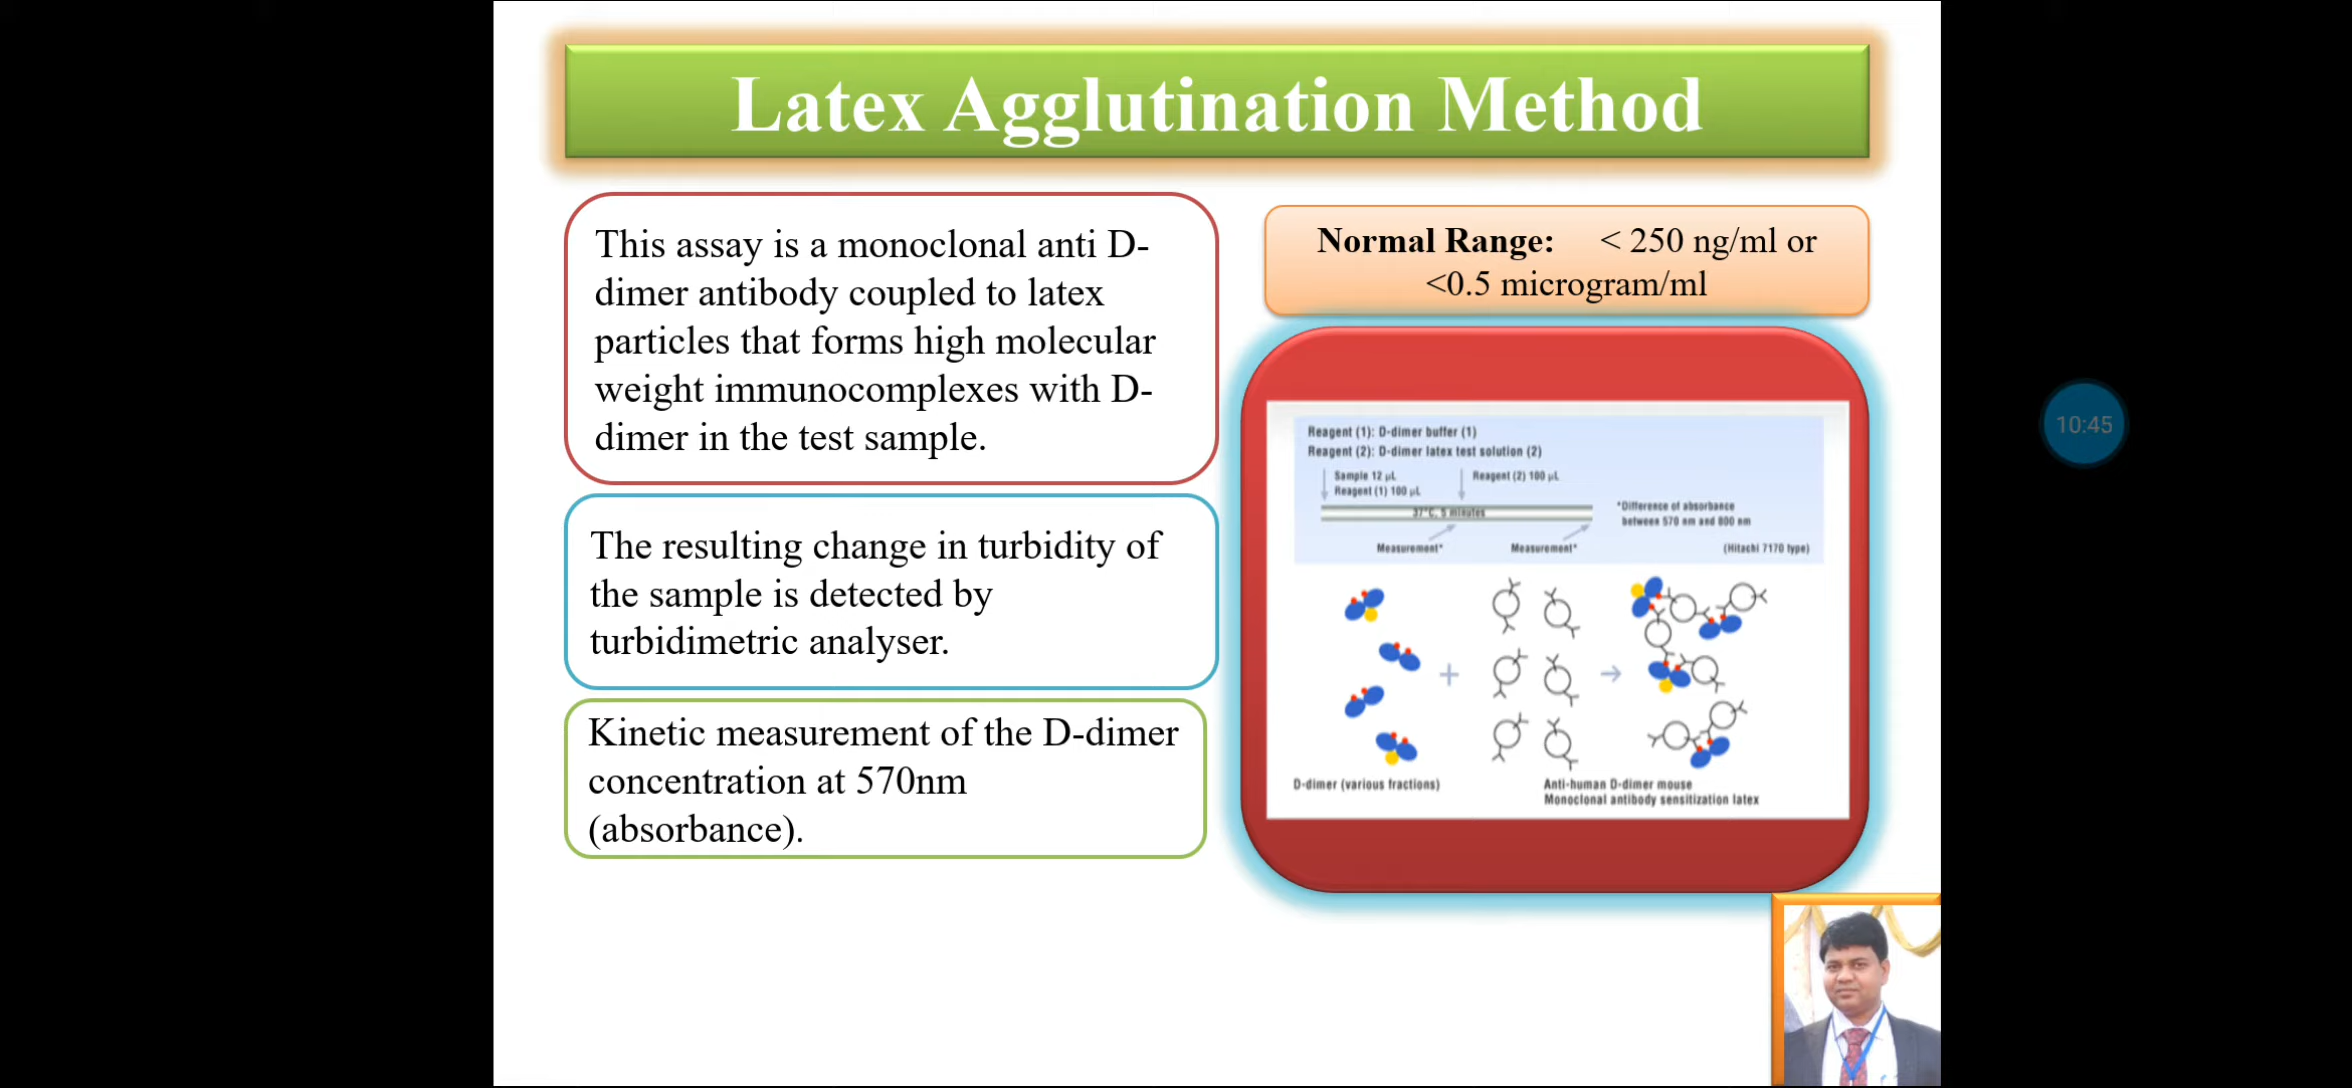 Latex Agglutination Method
This assay is a monoclonal anti D-
dimer antibody coupled to latex
particles that forms high molecular
weight immunocomplexes with D-
dimer in the test sample.
The resulting change in turbidity of
the sample is detected by
turbidimetric analyser.
Kinetic measurement of the D-dimer
concentration at 570nm
(absorbance).
Normal Range: < 250 ng/ml or
<0.5 microgram/ml
Reagent (1): D-dimer buffer (1)
Reagent (2): D-dimer latex test solution (2)
Sample 12 µL
Reagent (1) 100 µL
Reagent (2) 100 µL
37°C, 5 minutes
*Difference of absorbance
between 570 nm and 800 nm
Measurement*
Measurement*
(Hitachi 7170 type)
+
→
D-dimer (various fractions)
Anti-human D-dimer mouse
Monoclonal antibody sensitization latex
10:45